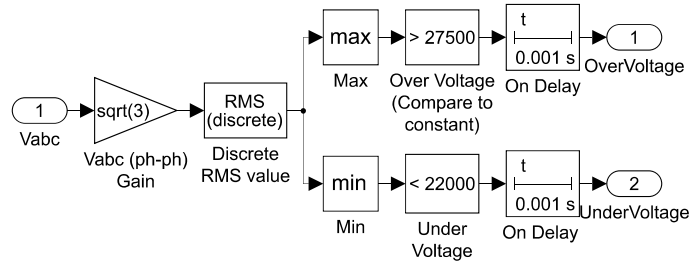 1
Vabc
sqrt(3)
Vabc (ph-ph)
Gain
RMS
(discrete)
Discrete
RMS value
max
Max
> 27500
Over Voltage
(Compare to
constant)
t
0.001 s
On Delay
1
OverVoltage
min
Min
< 22000
Under
Voltage
t
0.001 s
On Delay
2
UnderVoltage